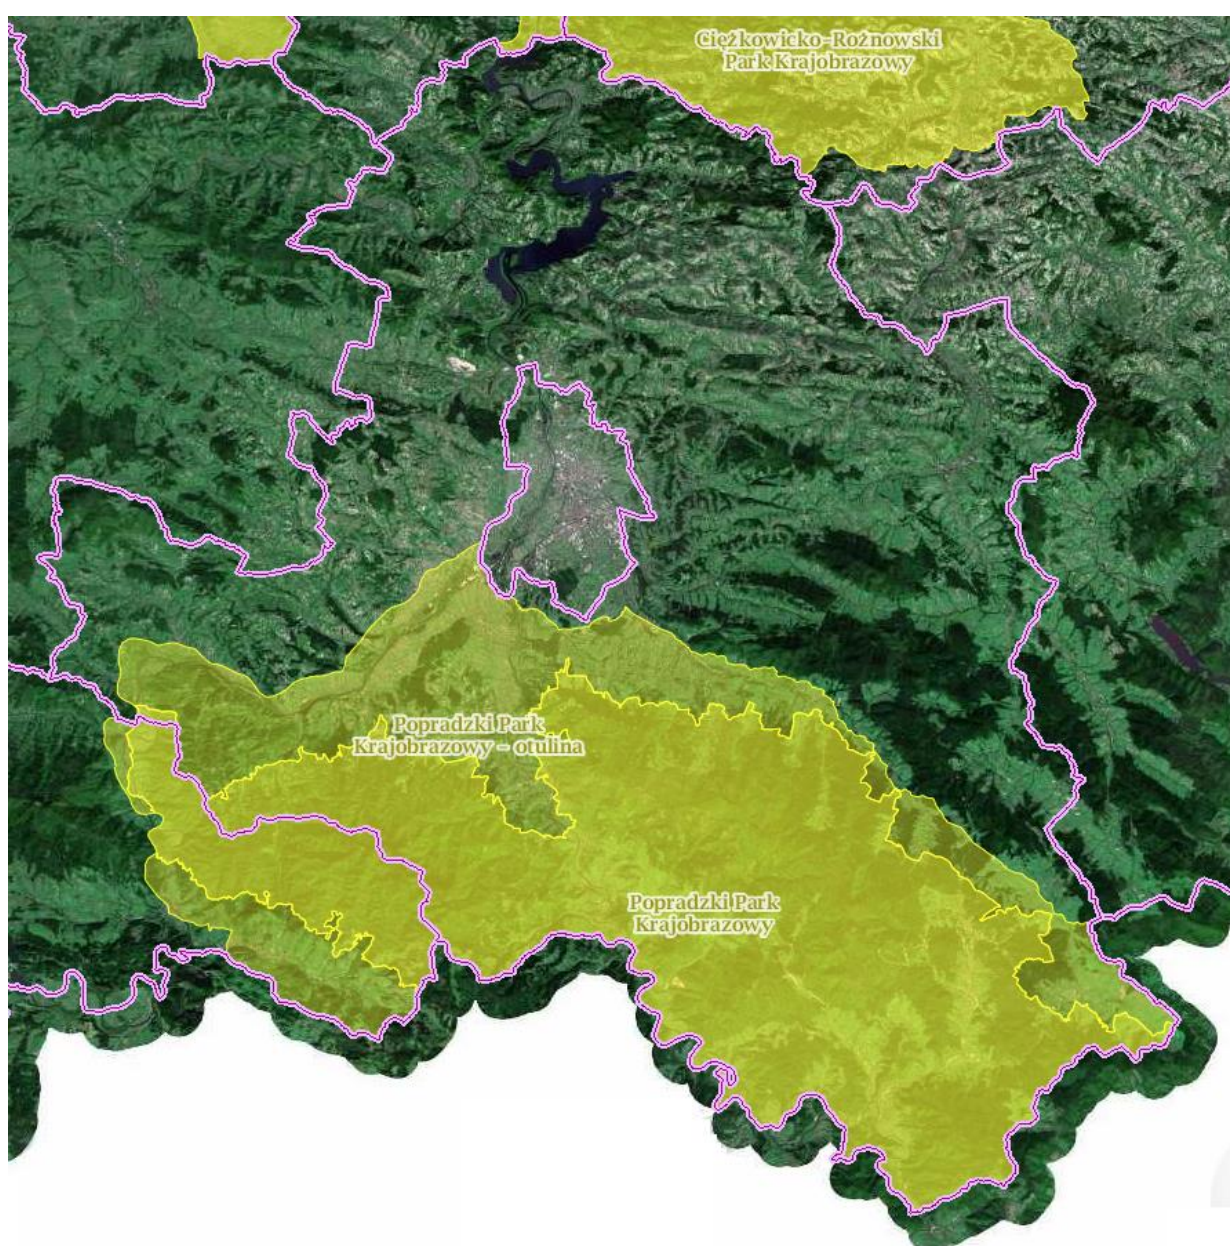 Ciężkowicko-Rożnowski
Park Krajobrazowy
Popradzki Park
Krajobrazowy - otulina
Popradzki Park
Krajobrazowy